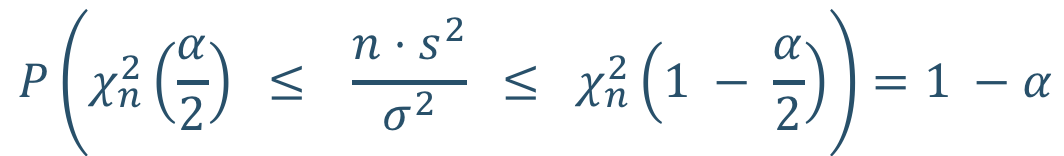 P(χ²ₙ(α/2) ≤ n · s²/σ² ≤ χ²ₙ(1 − α/2)) = 1 − α